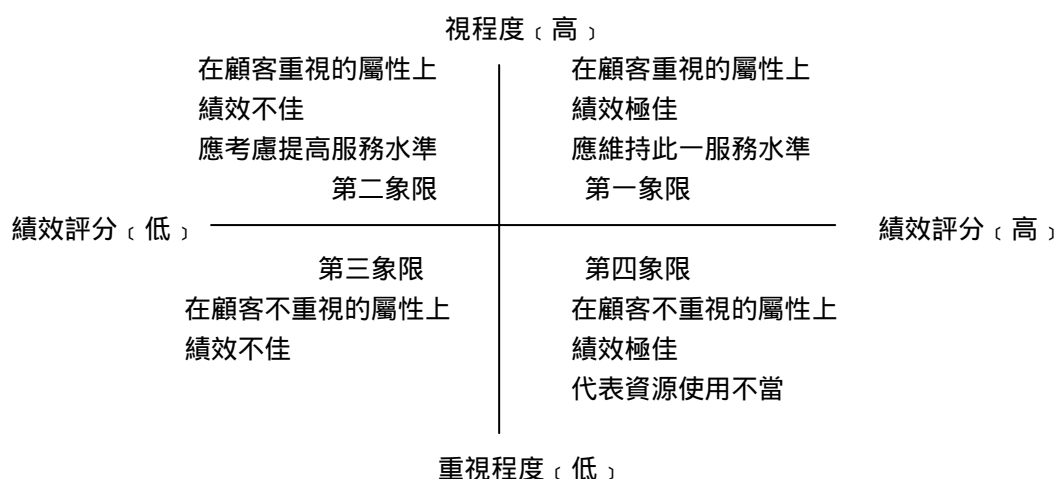 視程度﹝高﹞
在顧客重視的屬性上
績效不佳
應考慮提高服務水準
第二象限
在顧客重視的屬性上
績效極佳
應維持此一服務水準
第一象限
績效評分﹝低﹞
績效評分﹝高﹞
第三象限
在顧客不重視的屬性上
績效不佳
第四象限
在顧客不重視的屬性上
績效極佳
代表資源使用不當
重視程度﹝低﹞